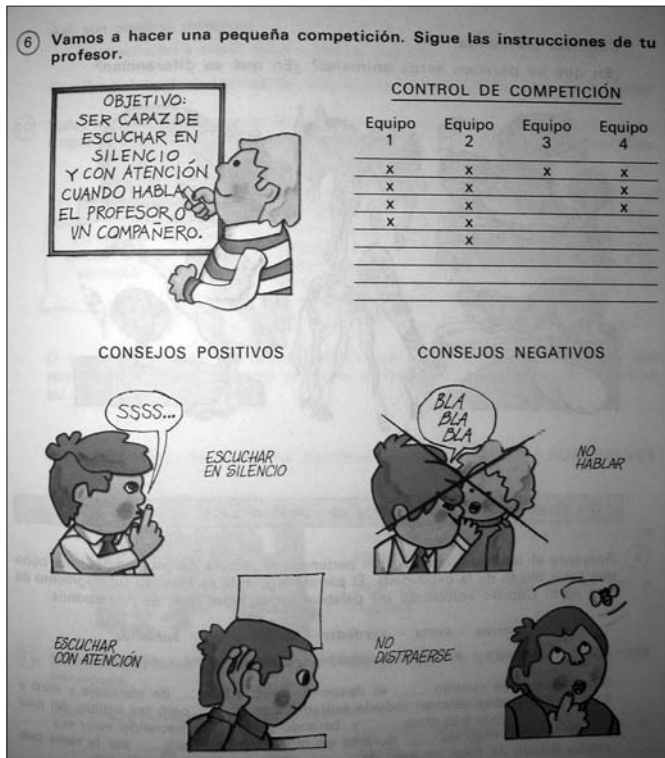 6 Vamos a hacer una pequeña competición. Sigue las instrucciones de tu
profesor.
OBJETIVO:
SER CAPAZ DE
ESCUCHAR EN
SILENCIO
Y CON ATENCIÓN
CUANDO HABLA
EL PROFESOR O
UN COMPAÑERO.
CONTROL DE COMPETICIÓN
Equipo Equipo Equipo Equipo
1 2 3 4
x x x x
x x x
x x x
x x
x
CONSEJOS POSITIVOS
SSSS...
ESCUCHAR
EN SILENCIO
ESCUCHAR
CON ATENCIÓN
CONSEJOS NEGATIVOS
BLA
BLA
BLA
NO
HABLAR
NO
DISTRAERSE